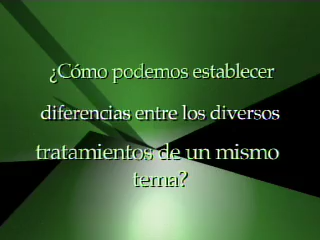 ¿Cómo podemos establecer
diferencias entre los diversos
tratamientos de un mismo
tema?